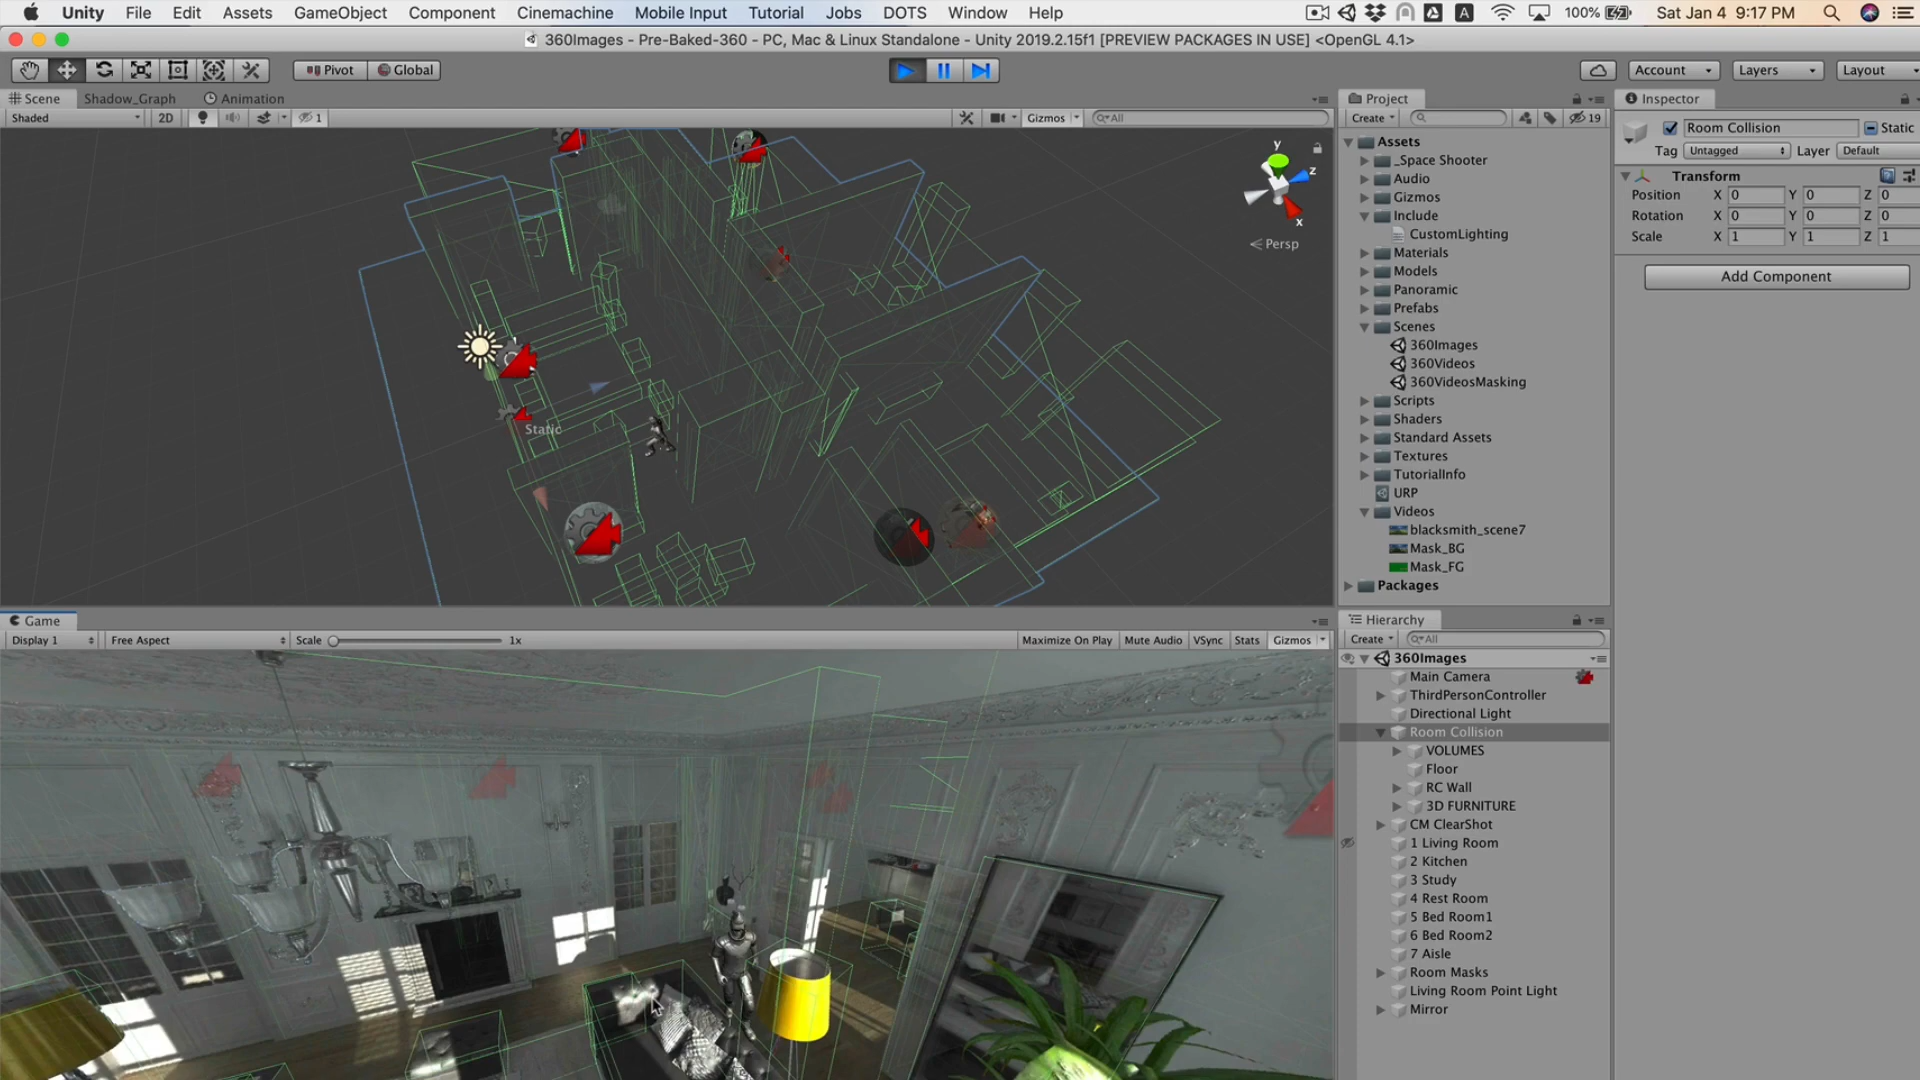 Unity File Edit Assets GameObject Component Cinemachine Mobile Input Tutorial Jobs DOTS Window Help A 100% Sat Jan 4 9:17 PM
360Images - Pre-Baked-360 - PC, Mac & Linux Standalone - Unity 2019.2.15f1 [PREVIEW PACKAGES IN USE] <OpenGL 4.1>
Pivot Global Account Layers Layout
Scene Shadow_Graph Animation
Shaded 2D 1 Gizmos All
y
z
x
Persp
Static
Game
Display 1 Free Aspect Scale 1x Maximize On Play Mute Audio VSync Stats Gizmos
Project
Create 19
Assets
_Space Shooter
Audio
Gizmos
Include
CustomLighting
Materials
Models
Panoramic
Prefabs
Scenes
360Images
360Videos
360VideosMasking
Scripts
Shaders
Standard Assets
Textures
TutorialInfo
URP
Videos
blacksmith_scene7
Mask_BG
Mask_FG
Packages
Hierarchy
Create All
360Images
Main Camera
ThirdPersonController
Directional Light
Room Collision
VOLUMES
Floor
RC Wall
3D FURNITURE
CM ClearShot
1 Living Room
2 Kitchen
3 Study
4 Rest Room
5 Bed Room1
6 Bed Room2
7 Aisle
Room Masks
Living Room Point Light
Mirror
Inspector
Room Collision Static
Tag Untagged Layer Default
Transform
Position X 0 Y 0 Z 0
Rotation X 0 Y 0 Z 0
Scale X 1 Y 1 Z 1
Add Component